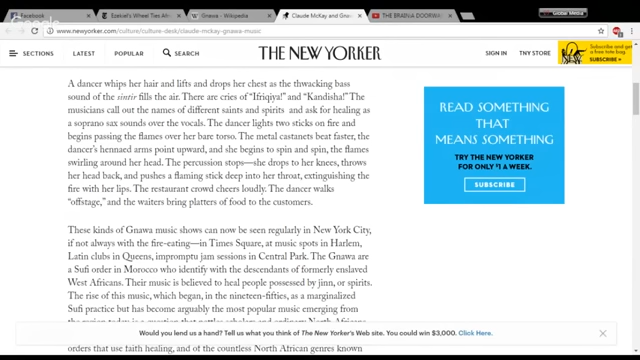 Facebook
Ezekiel's Wheel Ties Afri
Gnawa - Wikipedia
Claude McKay and Gnaw
THE BRAAVA DOORWAY
Global Media
www.newyorker.com/culture/culture-desk/claude-mckay-gnawa-music
SECTIONS LATEST POPULAR SEARCH THE NEW YORKER SIGN IN TNY STORE
Subscribe and get a free tote bag.
SUBSCRIBE
A dancer whips her hair and lifts and drops her chest as the thwacking bass
sound of the sintir fills the air. There are cries of “Ifriqiya!” and “Kandisha!” The
musicians call out the names of different saints and spirits and ask for healing as
a soprano sax sounds over the vocals. The dancer lights two sticks on fire and
begins passing the flames over her bare torso. The metal castanets beat faster, the
dancer’s hennaed arms point upward, and she begins to spin and spin, the flames
swirling around her head. The percussion stops—she drops to her knees, throws
her head back, and pushes a flaming stick deep into her throat, extinguishing the
fire with her lips. The restaurant crowd cheers loudly. The dancer walks
“offstage,” and the waiters bring platters of food to the customers.
These kinds of Gnawa music shows can now be seen regularly in New York City,
if not always with the fire-eating—in Times Square, at music spots in Harlem,
Latin clubs in Queens, impromptu jam sessions in Central Park. The Gnawa are
a Sufi order in Morocco who identify with the descendants of formerly enslaved
West Africans. Their music is believed to heal people possessed by jinn, or spirits.
The rise of this music, which began, in the nineteen-fifties, as a marginalized
Sufi practice but has become arguably the most popular music emerging from
orders that use faith healing, and of the countless North African genres known
READ SOMETHING
THAT
MEANS SOMETHING
TRY THE NEW YORKER
FOR ONLY $1 A WEEK.
SUBSCRIBE
Would you lend us a hand? Tell us what you think of The New Yorker's Web site. You could win $3,000. Click Here.